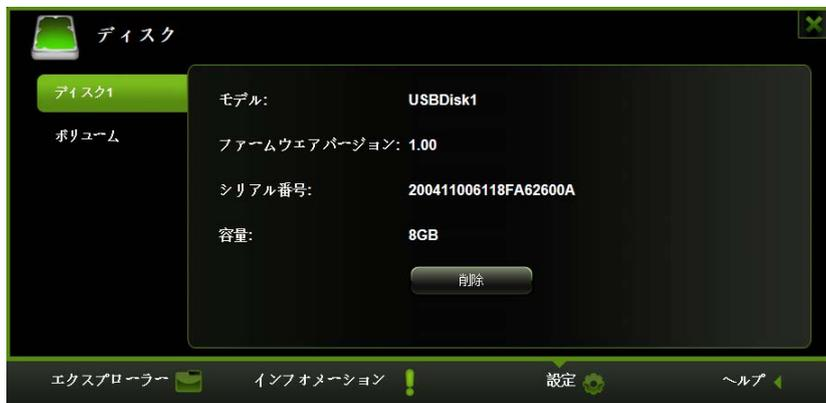 ディスク
ディスク1
ボリューム
モデル: USBDisk1
ファームウエアバージョン: 1.00
シリアル番号: 200411006118FA62600A
容量: 8GB
削除
エクスプローラー インフオメーション 設定 ヘルプ